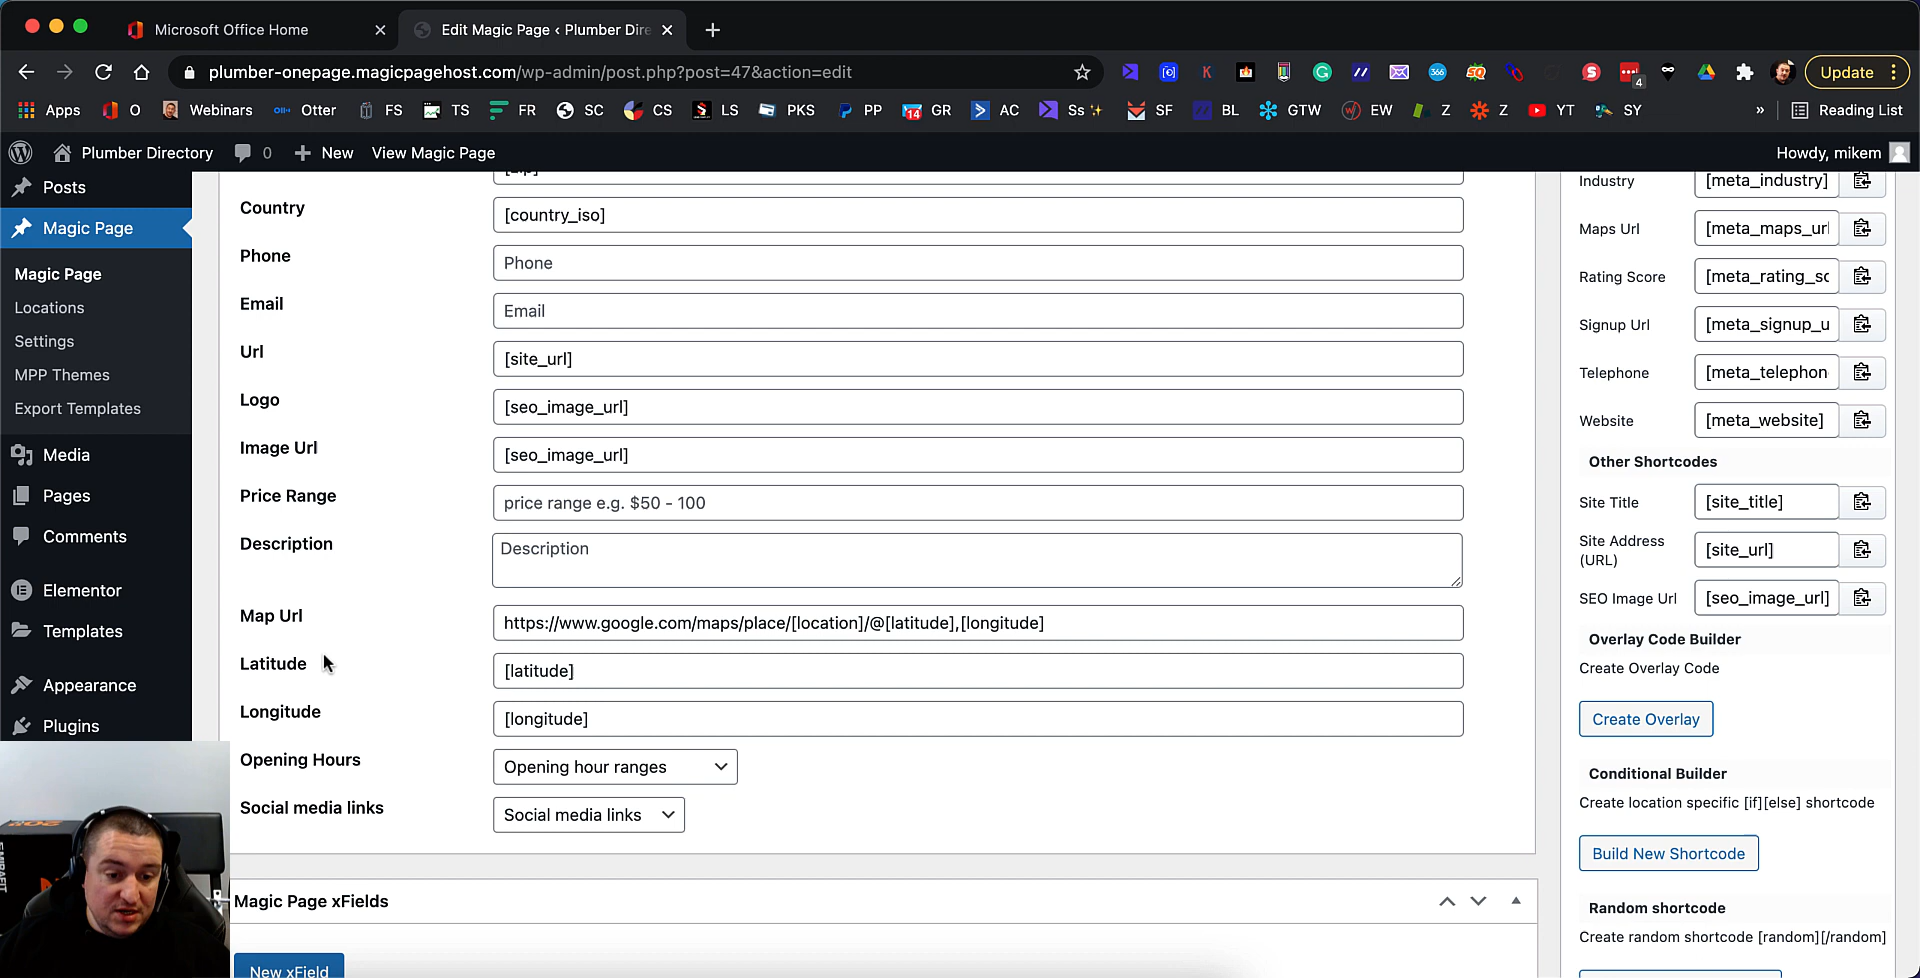 Microsoft Office Home
Edit Magic Page ‹ Plumber Dire
plumber-onepage.magicpagehost.com/wp-admin/post.php?post=47&action=edit
4
Update
Apps
O
Webinars
Otter
FS
TS
FR
SC
CS
LS
PKS
PP
14
GR
AC
Ss
SF
BL
GTW
EW
Z
Z
YT
SY
»
Reading List
Plumber Directory
0
New
View Magic Page
Howdy, mikem
Posts
Magic Page
Magic Page
Locations
Settings
MPP Themes
Export Templates
Media
Pages
Comments
Elementor
Templates
Appearance
Plugins
[zip]
Country
[country_iso]
Phone
Phone
Email
Email
Url
[site_url]
Logo
[seo_image_url]
Image Url
[seo_image_url]
Price Range
price range e.g. $50 - 100
Description
Description
Map Url
https://www.google.com/maps/place/[location]/@[latitude],[longitude]
Latitude
[latitude]
Longitude
[longitude]
Opening Hours
Opening hour ranges
Social media links
Social media links
Magic Page xFields
New xField
Industry
[meta_industry]
Maps Url
[meta_maps_url
Rating Score
[meta_rating_sc
Signup Url
[meta_signup_u
Telephone
[meta_telephon
Website
[meta_website]
Other Shortcodes
Site Title
[site_title]
Site Address
(URL)
[site_url]
SEO Image Url
[seo_image_url]
Overlay Code Builder
Create Overlay Code
Create Overlay
Conditional Builder
Create location specific [if][else] shortcode
Build New Shortcode
Random shortcode
Create random shortcode [random][/random]